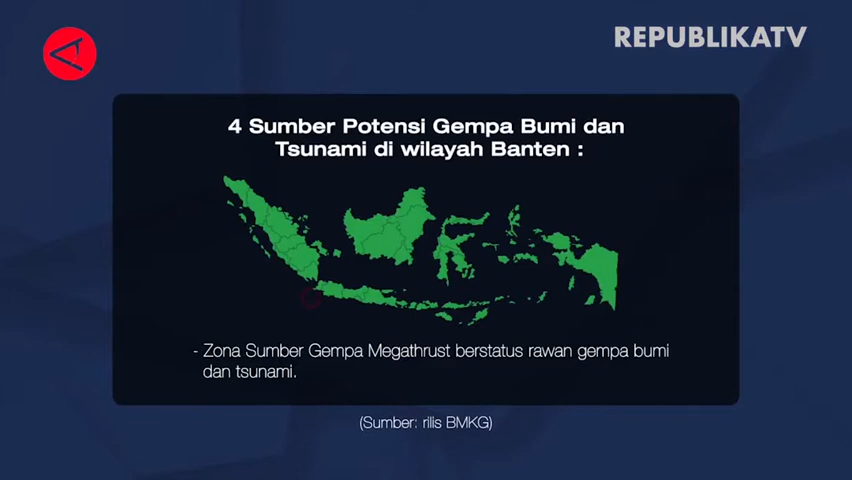 REPUBLIKATV
4 Sumber Potensi Gempa Bumi dan
Tsunami di wilayah Banten :
- Zona Sumber Gempa Megathrust berstatus rawan gempa bumi
dan tsunami.
(Sumber: rilis BMKG)